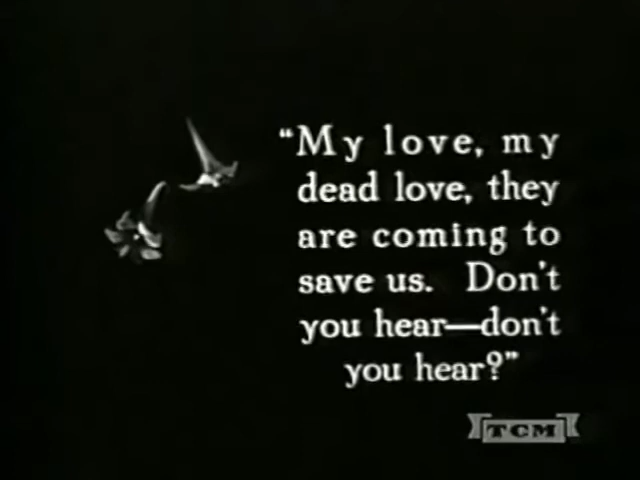 “My love, my
dead love, they
are coming to
save us. Don't
you hear—don't
you hear?”
TCM